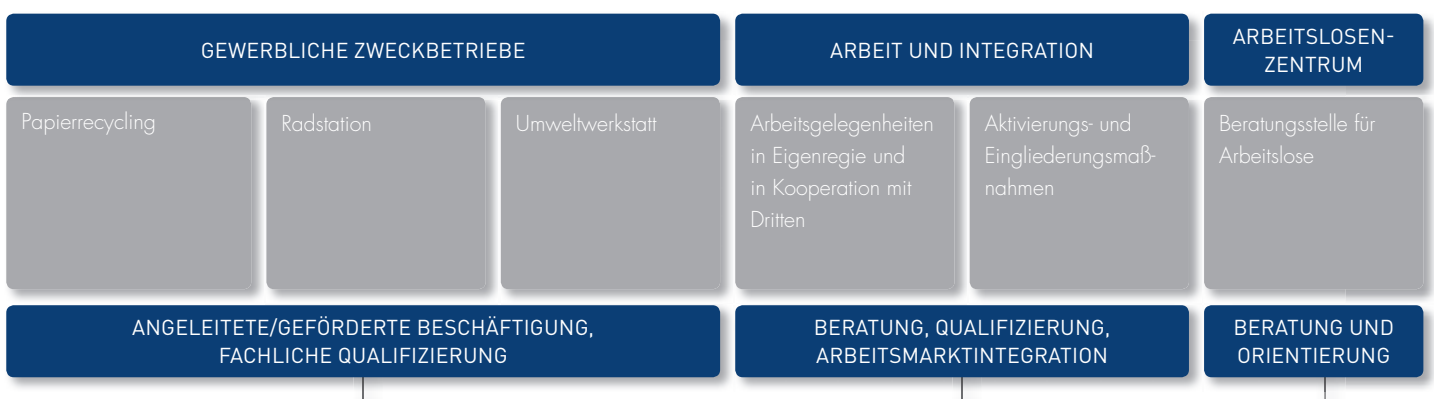 GEWERBLICHE ZWECKBETRIEBE
ARBEIT UND INTEGRATION
ARBEITSLOSEN-
ZENTRUM
Papierrecycling
Radstation
Umweltwerkstatt
Arbeitsgelegenheiten
in Eigenregie und
in Kooperation mit
Dritten
Aktivierungs- und
Eingliederungsmaß-
nahmen
Beratungsstelle für
Arbeitslose
ANGELEITETE/GEFÖRDERTE BESCHÄFTIGUNG,
FACHLICHE QUALIFIZIERUNG
BERATUNG, QUALIFIZIERUNG,
ARBEITSMARKTINTEGRATION
BERATUNG UND
ORIENTIERUNG